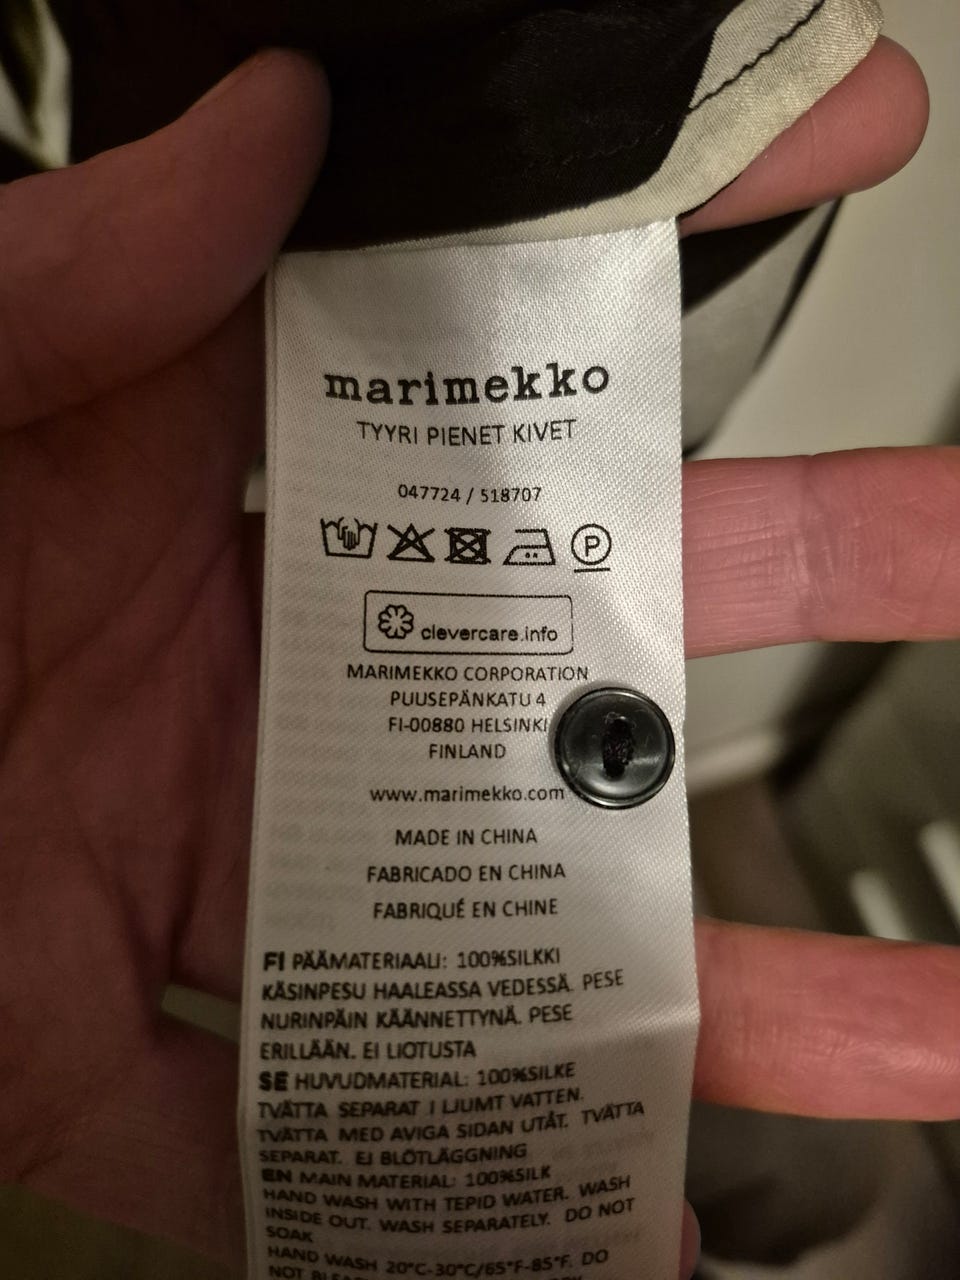 marimekko
TYYRI PIENET KIVET
047724 / 518707
P
clevercare.info
MARIMEKKO CORPORATION
PUUSEPÄNKATU 4
FI-00880 HELSINKI
FINLAND
www.marimekko.com
MADE IN CHINA
FABRICADO EN CHINA
FABRIQUÉ EN CHINE
FI PÄÄMATERIAALI: 100%SILKKI
KÄSINPESU HAALEASSA VEDESSÄ. PESE
NURINPÄIN KÄÄNNETTYNÄ. PESE
ERILLÄÄN. EI LIOTUSTA
SE HUVUDMATERIAL: 100%SILKE
TVÄTTA SEPARAT I LJUMT VATTEN.
TVÄTTA MED AVIGA SIDAN UTÅT. TVÄTTA
SEPARAT. EJ BLÖTLÄGGNING
EN MAIN MATERIAL: 100%SILK
HAND WASH WITH TEPID WATER. WASH
INSIDE OUT. WASH SEPARATELY. DO NOT
SOAK
HAND WASH 20°C-30°C/65°F-85°F. DO
NOT